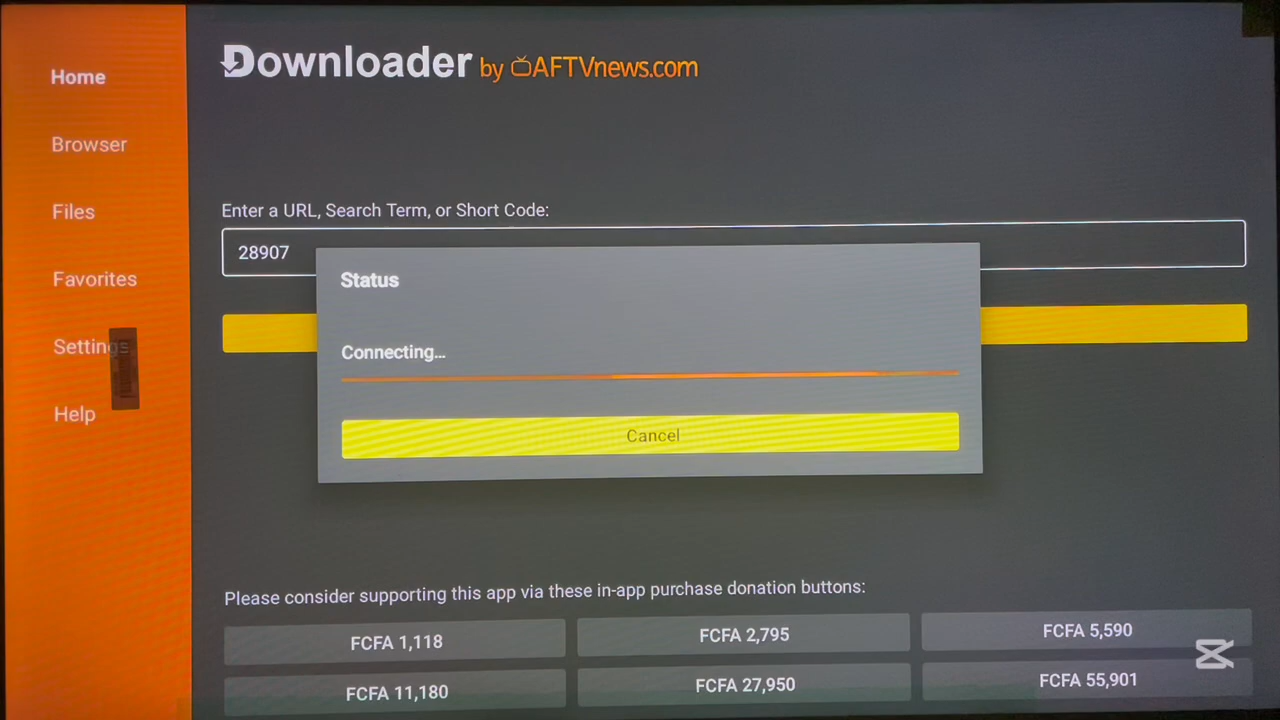 Home
Browser
Files
Favorites
Settings
Help
Downloader by AFTVnews.com
Enter a URL, Search Term, or Short Code:
28907
Status
Connecting...
Cancel
Please consider supporting this app via these in-app purchase donation buttons:
FCFA 1,118
FCFA 2,795
FCFA 5,590
FCFA 11,180
FCFA 27,950
FCFA 55,901